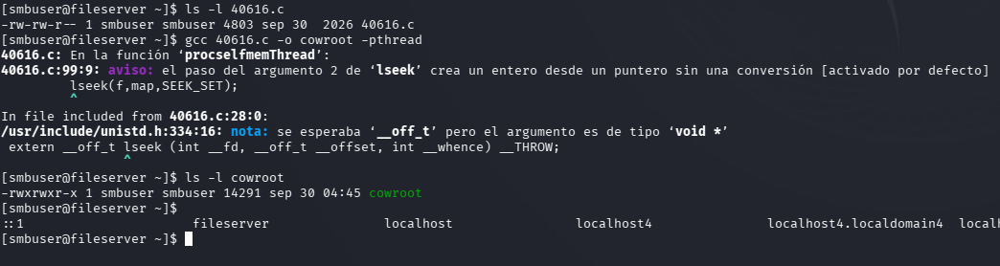 [smbuser@fileserver ~]$ ls -l 40616.c
-rw-rw-r-- 1 smbuser smbuser 4803 sep 30  2026 40616.c
[smbuser@fileserver ~]$ gcc 40616.c -o cowroot -pthread
40616.c: En la función ‘procselfmemThread’:
40616.c:99:9: aviso: el paso del argumento 2 de ‘lseek’ crea un entero desde un puntero sin una conversión [activado por defecto]
         lseek(f,map,SEEK_SET);
         ^
In file included from 40616.c:28:0:
/usr/include/unistd.h:334:16: nota: se esperaba ‘__off_t’ pero el argumento es de tipo ‘void *’
 extern __off_t lseek (int __fd, __off_t __offset, int __whence) __THROW;
                ^
[smbuser@fileserver ~]$ ls -l cowroot
-rwxrwxr-x 1 smbuser smbuser 14291 sep 30 04:45 cowroot
[smbuser@fileserver ~]$
::1                      fileserver               localhost                localhost4               localhost4.localdomain4  localh
[smbuser@fileserver ~]$